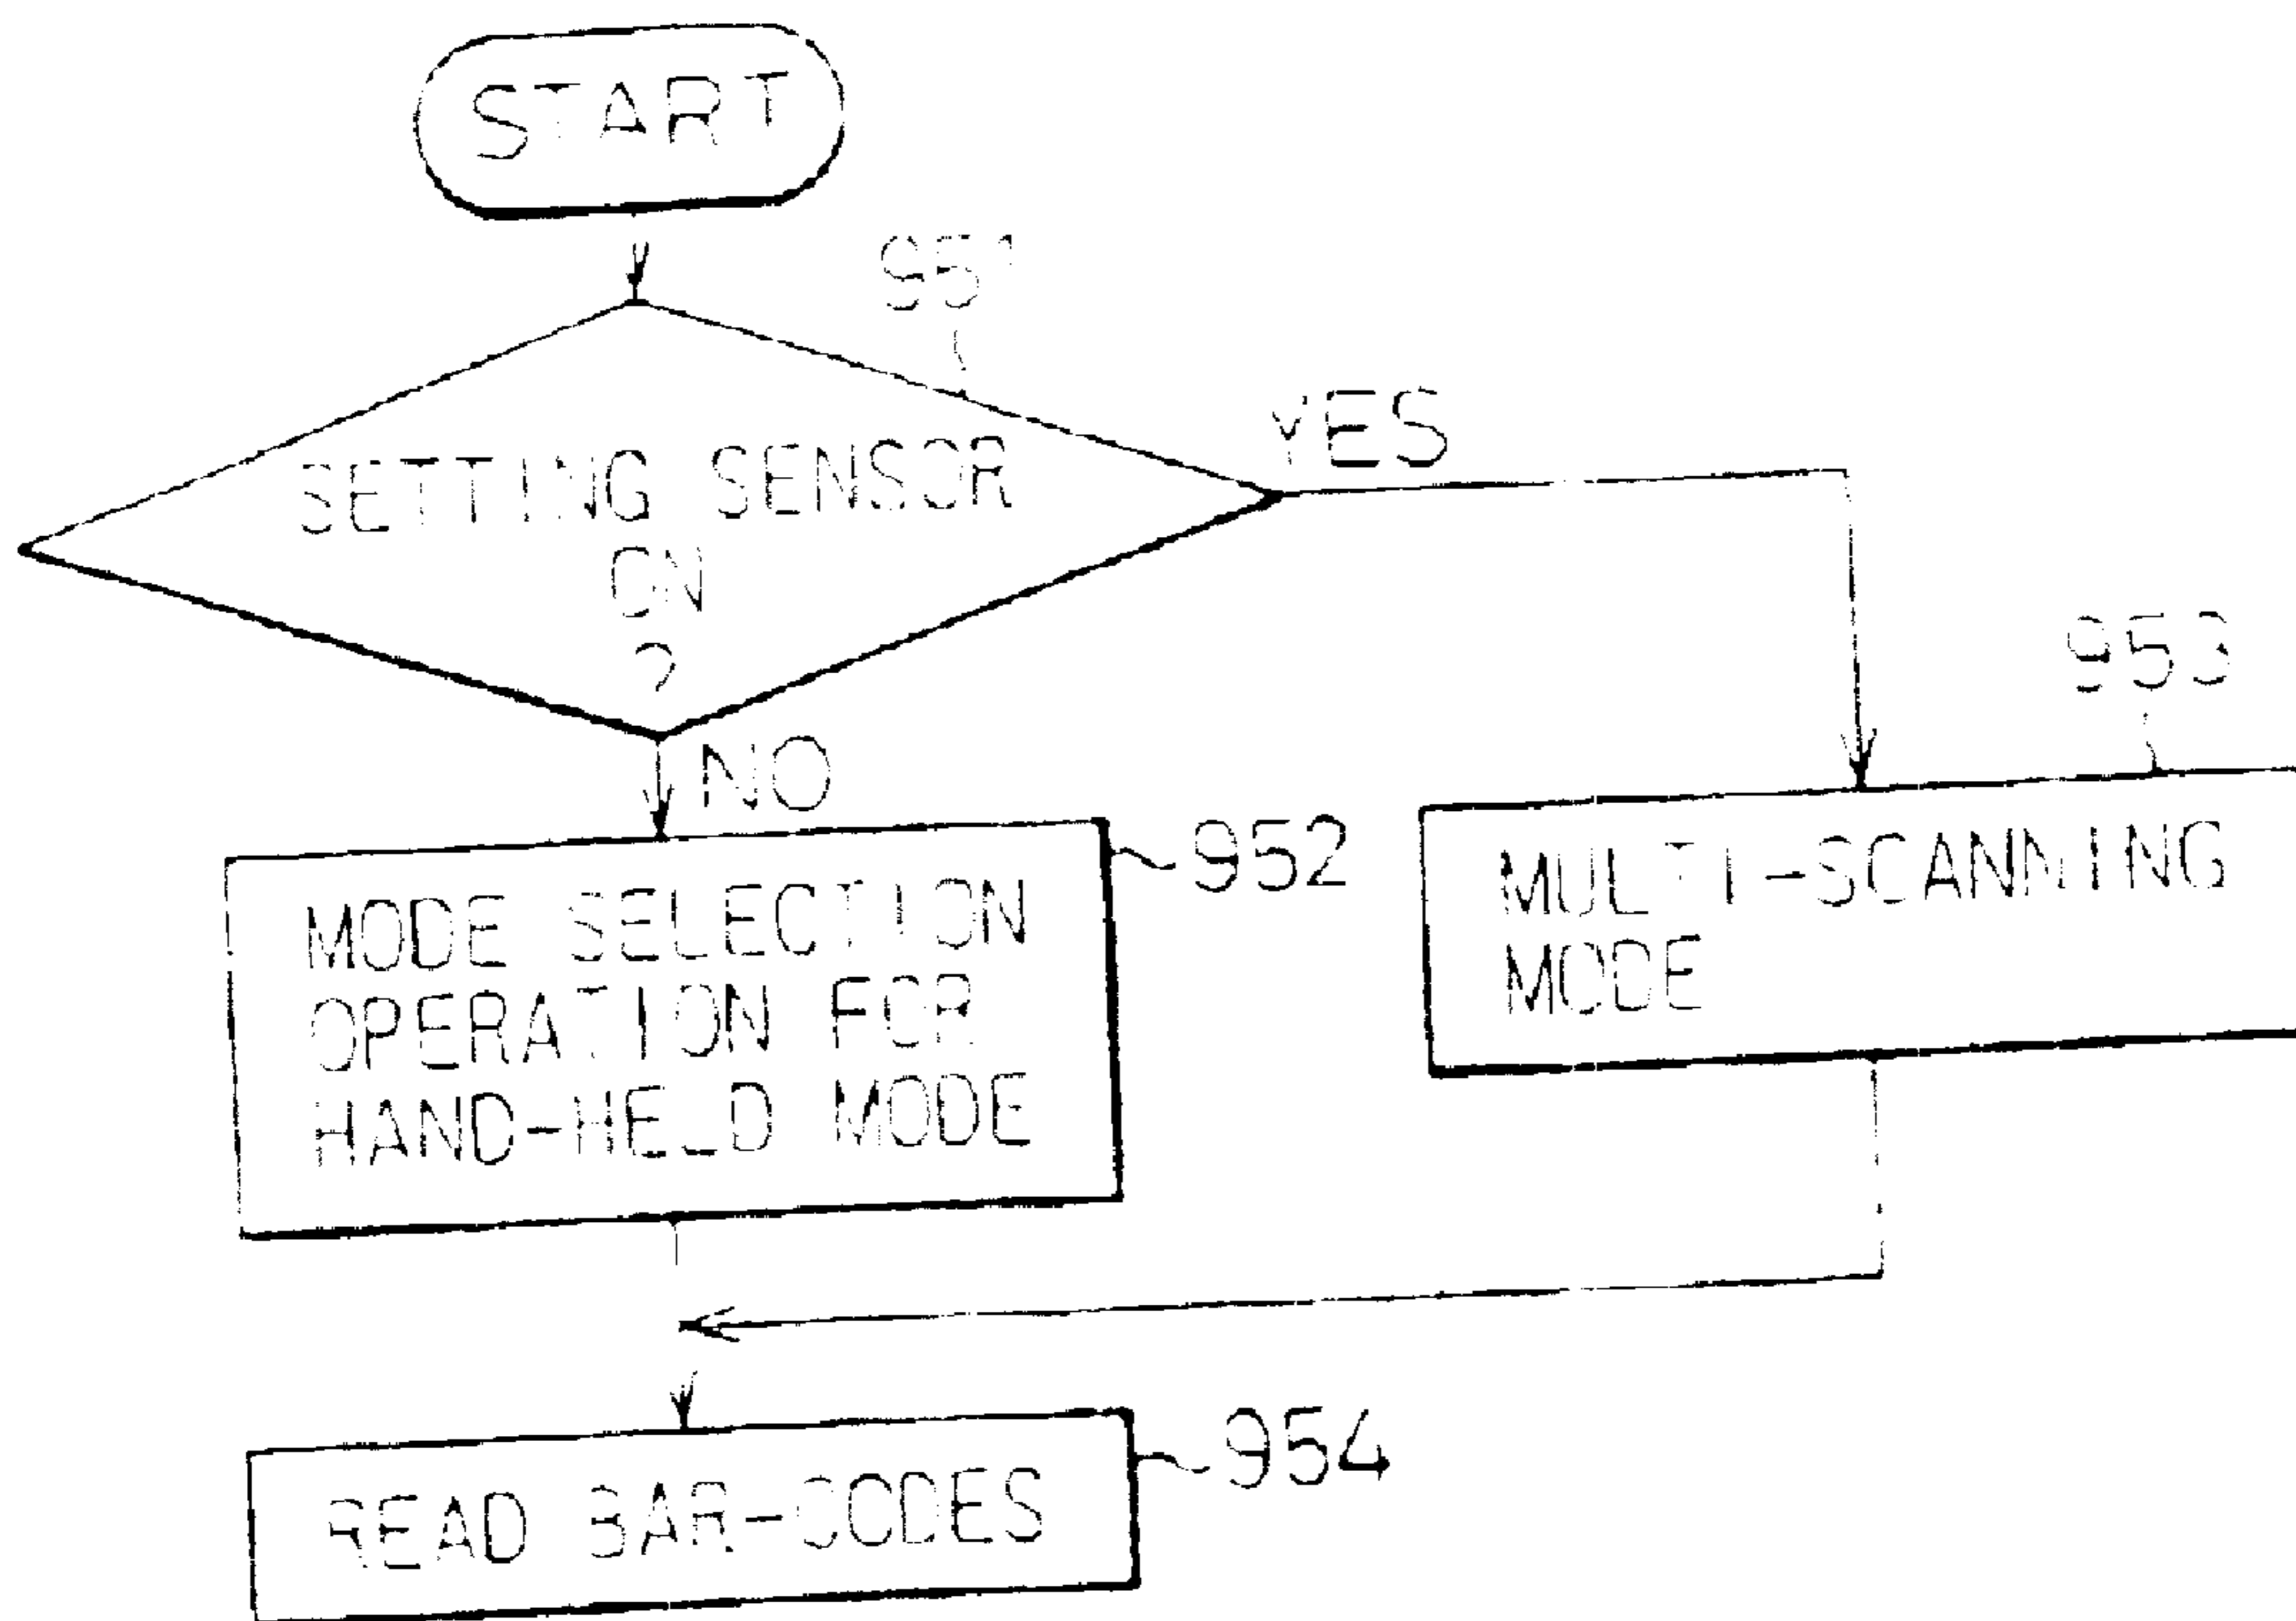 START
951
SETTING SENSOR
ON
?
YES
NO
952
MODE SELECTION
OPERATION FOR
HAND-HELD MODE
953
MULTI-SCANNING
MODE
954
READ BAR-CODES